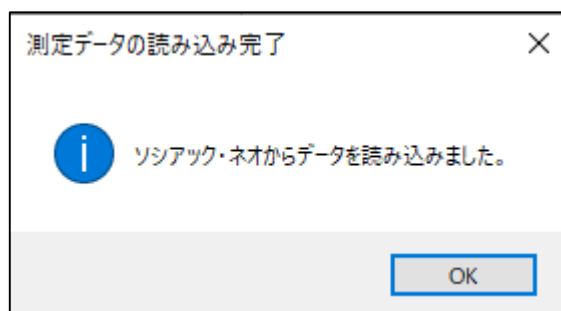 測定データの読み込み完了
ソシアック・ネオからデータを読み込みました。
OK